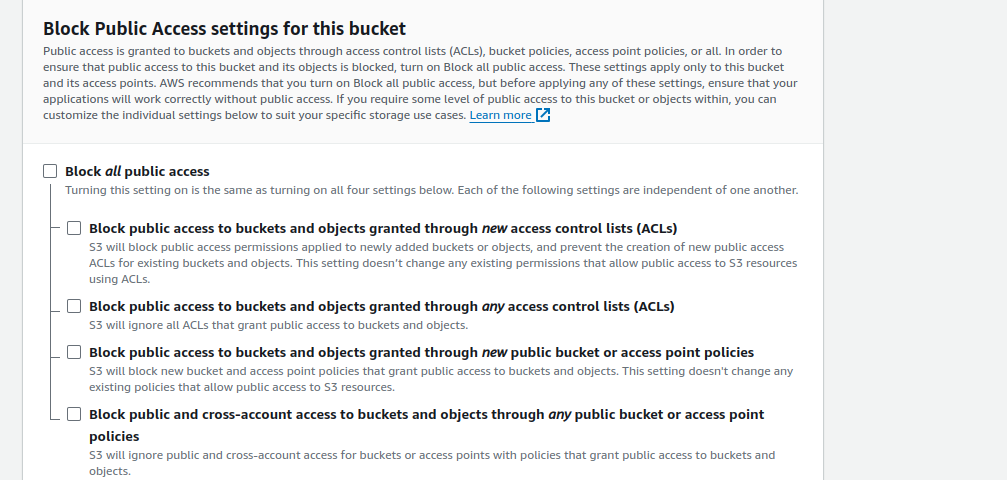 Block Public Access settings for this bucket
Public access is granted to buckets and objects through access control lists (ACLs), bucket policies, access point policies, or all. In order to
ensure that public access to this bucket and its objects is blocked, turn on Block all public access. These settings apply only to this bucket
and its access points. AWS recommends that you turn on Block all public access, but before applying any of these settings, ensure that your
applications will work correctly without public access. If you require some level of public access to this bucket or objects within, you can
customize the individual settings below to suit your specific storage use cases. Learn more
Block all public access
Turning this setting on is the same as turning on all four settings below. Each of the following settings are independent of one another.
Block public access to buckets and objects granted through new access control lists (ACLs)
S3 will block public access permissions applied to newly added buckets or objects, and prevent the creation of new public access
ACLs for existing buckets and objects. This setting doesn't change any existing permissions that allow public access to S3 resources
using ACLs.
Block public access to buckets and objects granted through any access control lists (ACLs)
S3 will ignore all ACLs that grant public access to buckets and objects.
Block public access to buckets and objects granted through new public bucket or access point policies
S3 will block new bucket and access point policies that grant public access to buckets and objects. This setting doesn't change any
existing policies that allow public access to S3 resources.
Block public and cross-account access to buckets and objects through any public bucket or access point
policies
S3 will ignore public and cross-account access for buckets or access points with policies that grant public access to buckets and
objects.